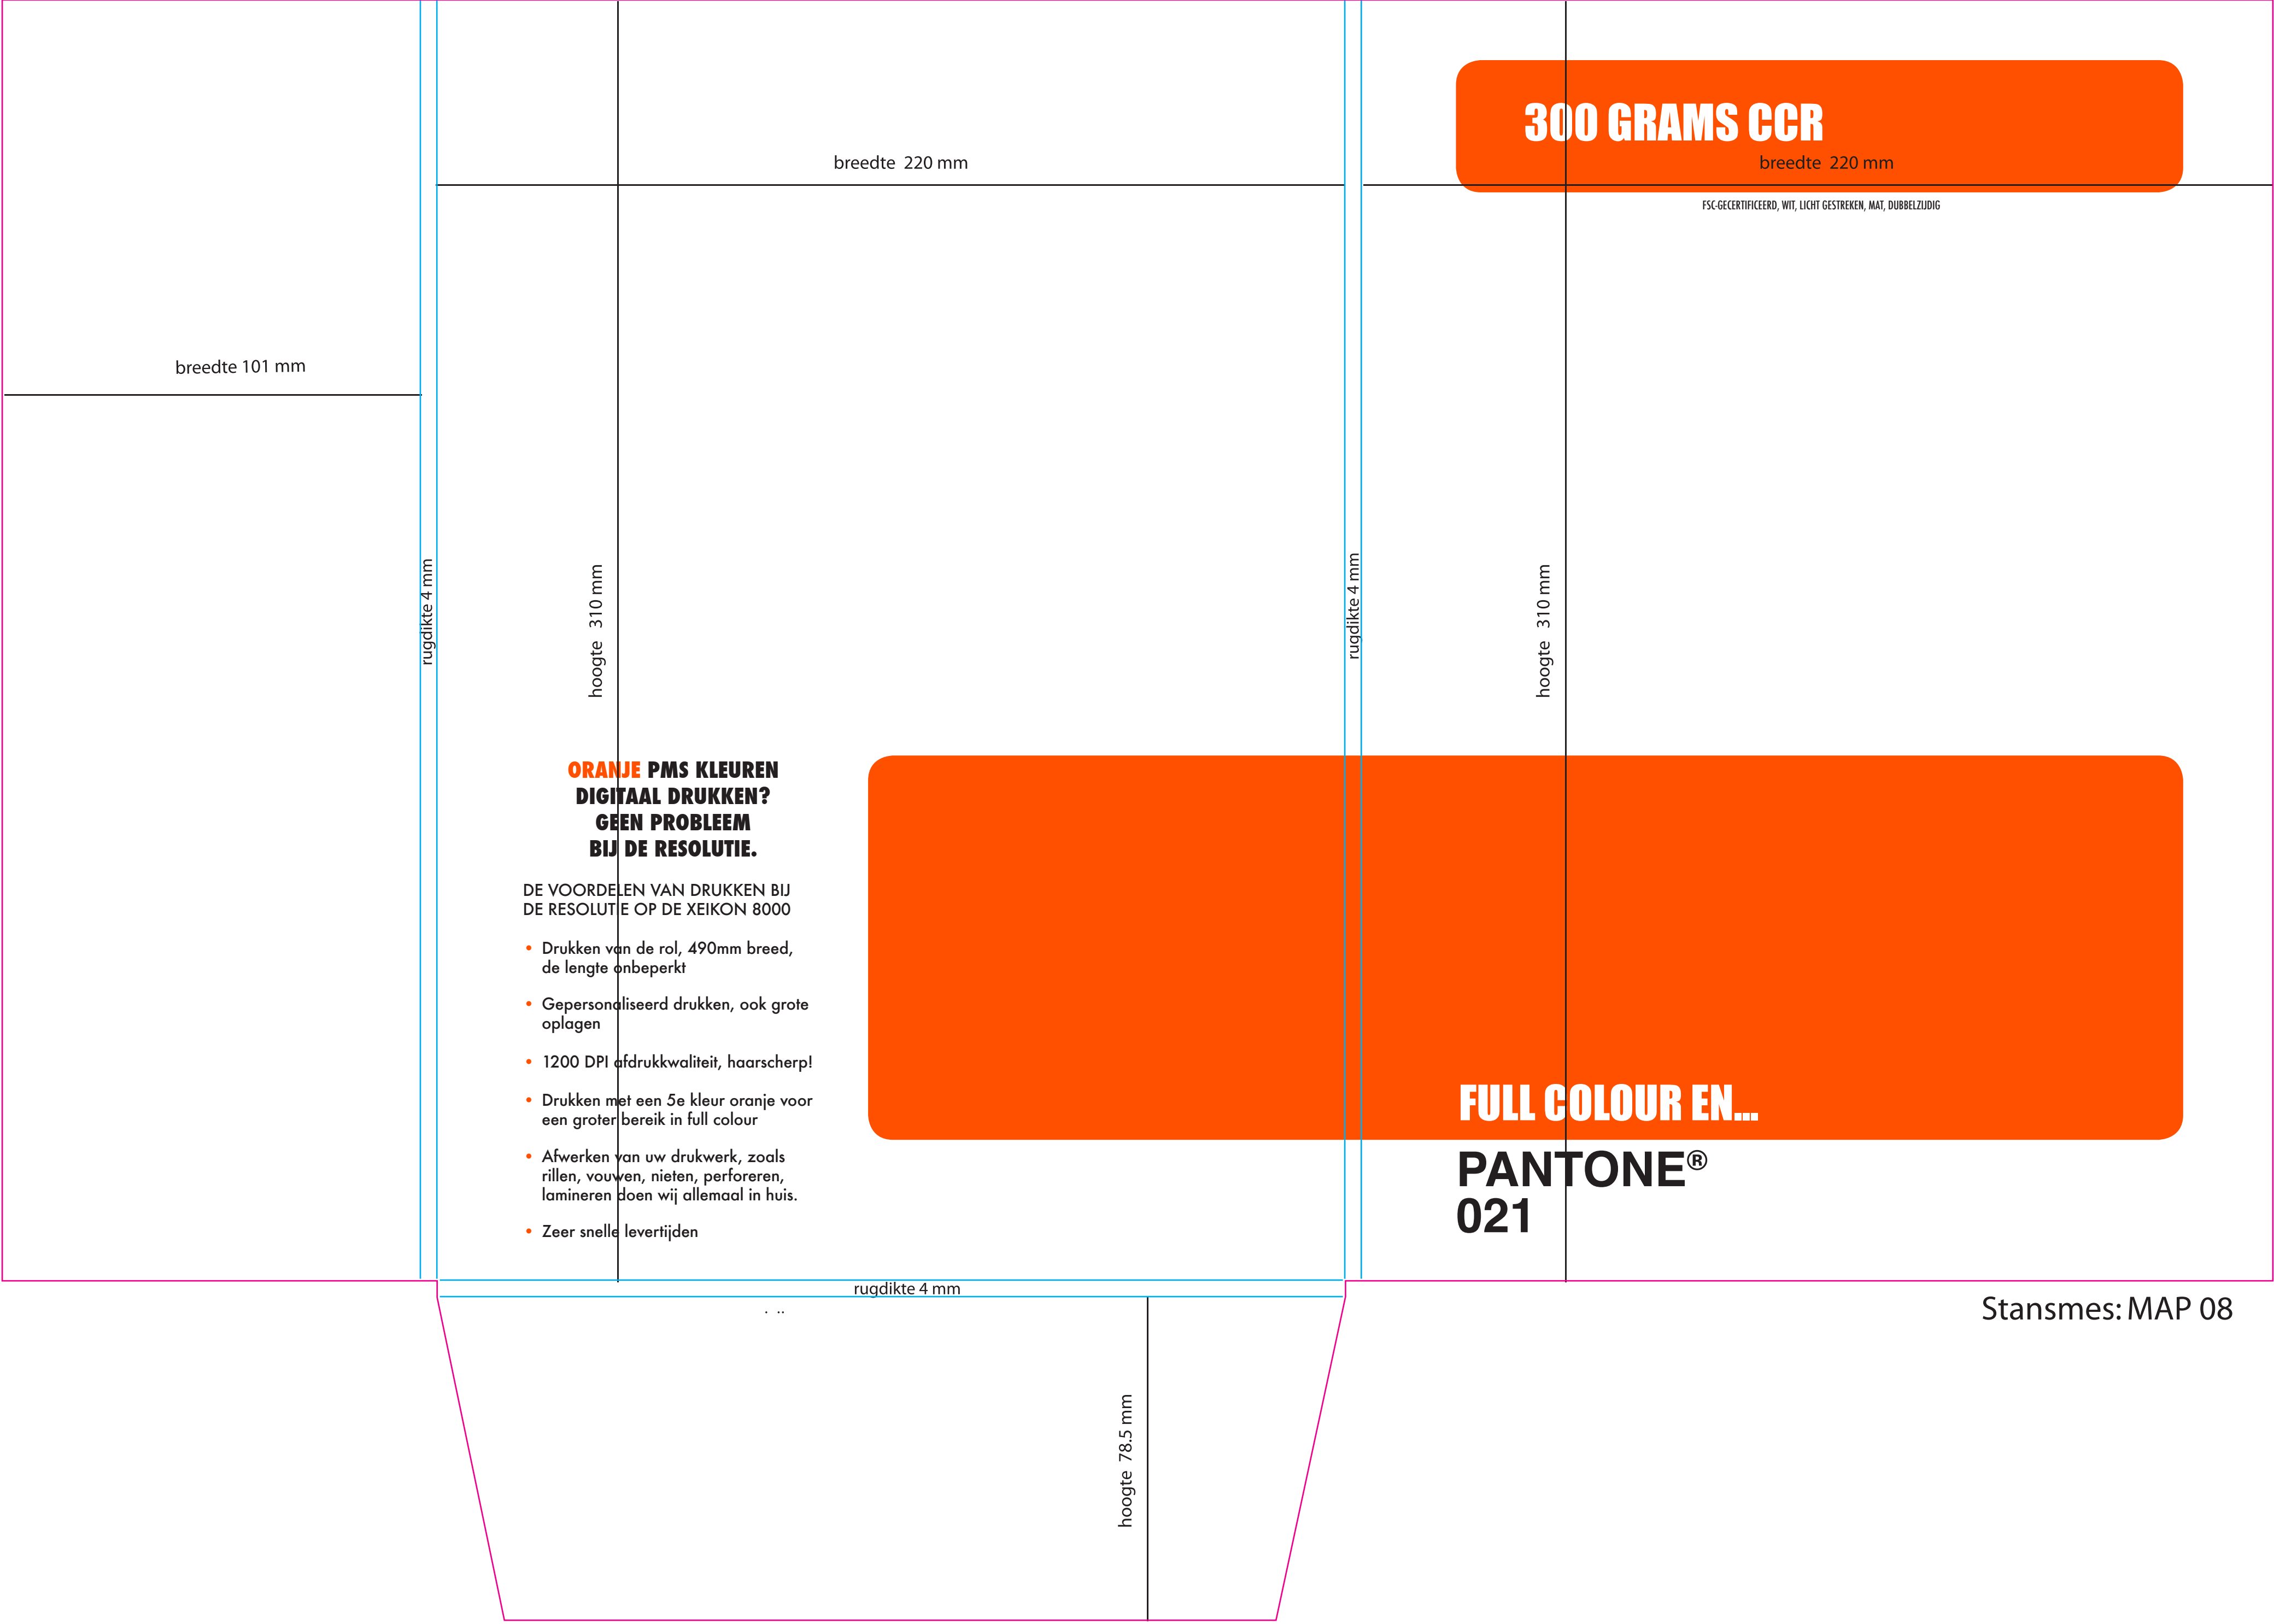 300 GRAMS CCR
breedte 220 mm
breedte 220 mm
FSC-GECERTIFICEERD, WIT, LICHT GESTREKEN, MAT, DUBBELZIJDIG
breedte 101 mm
rugdikte 4 mm
hoogte 310 mm
rugdikte 4 mm
hoogte 310 mm
ORANJE PMS KLEUREN
DIGITAAL DRUKKEN?
GEEN PROBLEEM
BIJ DE RESOLUTIE.
DE VOORDELEN VAN DRUKKEN BIJ
DE RESOLUTIE OP DE XEIKON 8000
• Drukken van de rol, 490mm breed,
de lengte onbeperkt
• Gepersonaliseerd drukken, ook grote
oplagen
• 1200 DPI afdrukkwaliteit, haarscherp!
• Drukken met een 5e kleur oranje voor
een groter bereik in full colour
• Afwerken van uw drukwerk, zoals
rillen, vouwen, nieten, perforeren,
lamineren doen wij allemaal in huis.
• Zeer snelle levertijden
FULL COLOUR EN...
PANTONE®
021
rugdikte 4 mm
Stansmes: MAP 08
hoogte 78.5 mm